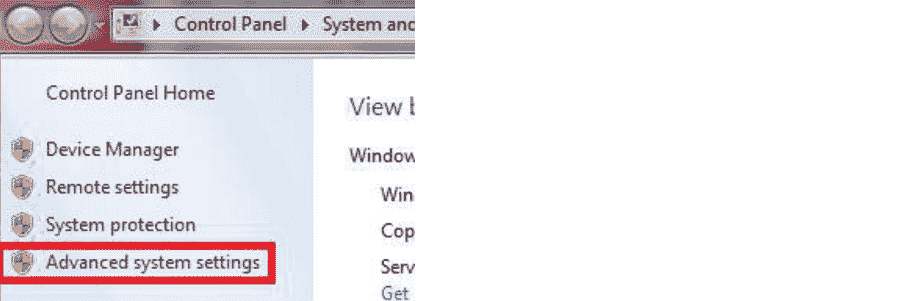 Control Panel System and
Control Panel Home
View b
Device Manager
Window
Remote settings
Win
System protection
Cop
Advanced system settings
Serv
Get